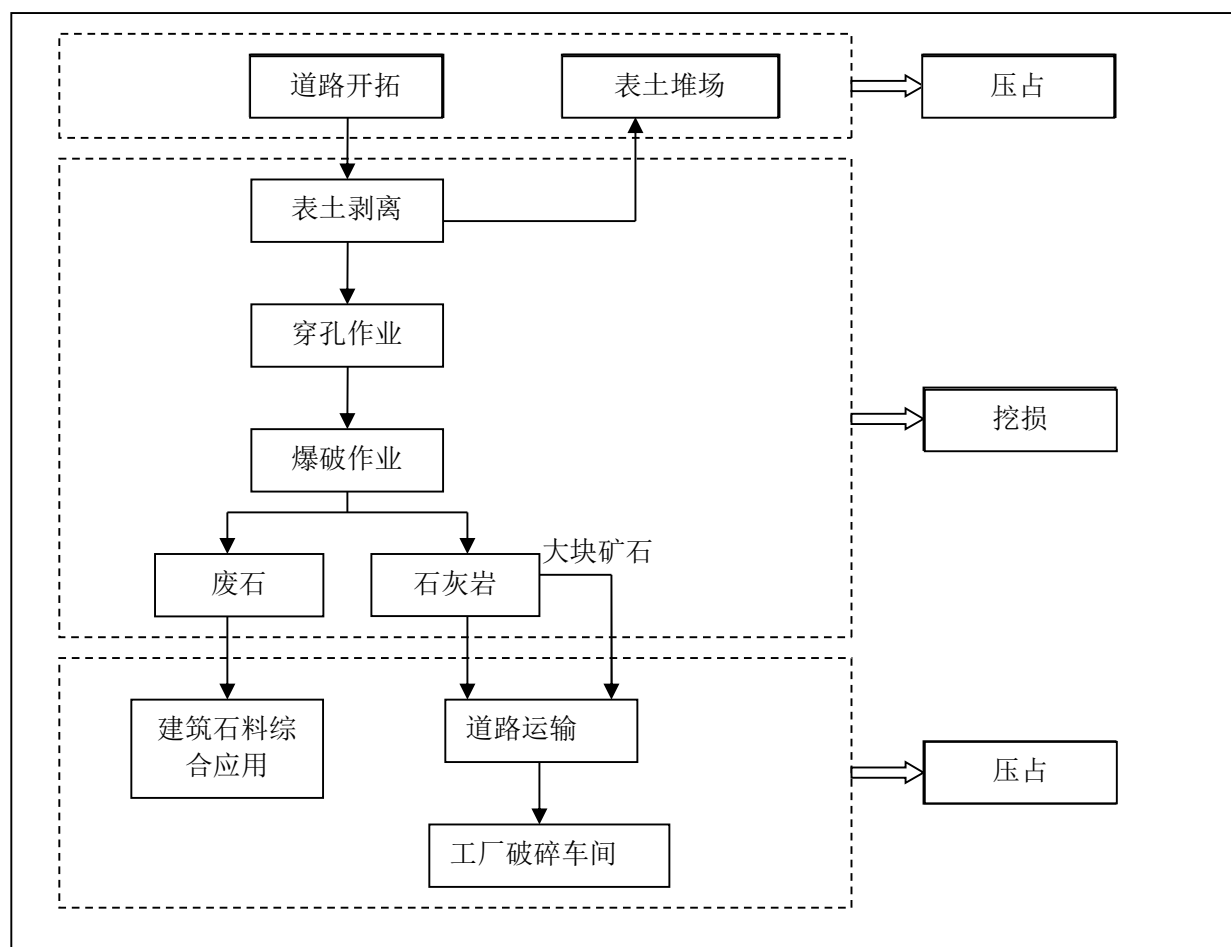 道路开拓
表土堆场
压占
表土剥离
穿孔作业
挖损
爆破作业
大块矿石
废石
石灰岩
建筑石料综
合应用
道路运输
压占
工厂破碎车间